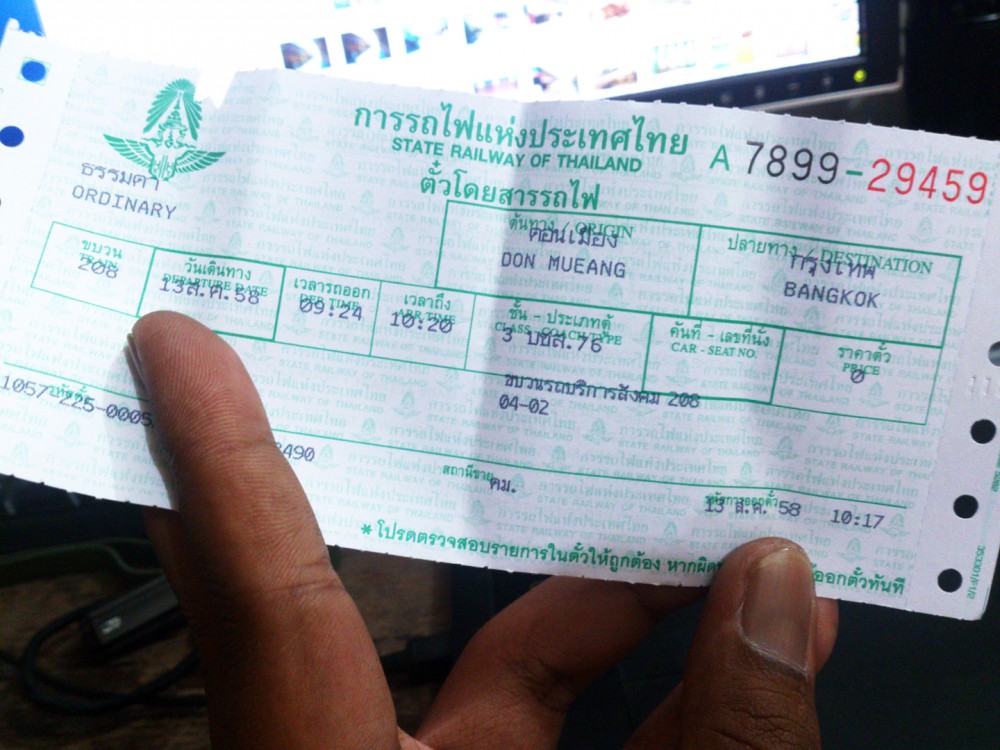 การรถไฟแห่งประเทศไทย
STATE RAILWAY OF THAILAND
A 7899-29459
ตั๋วโดยสารรถไฟ
ธรรมดา
ORDINARY
ต้นทาง / ORIGIN
ดอนเมือง
DON MUEANG
ปลายทาง / DESTINATION
กรุงเทพ
BANGKOK
ขบวน
TRAIN
208
วันเดินทาง
DEPARTURE DATE
13ส.ค.58
เวลารถออก
DEP TIME
09:24
เวลาถึง
ARR TIME
10:20
ชั้น - ประเภทตู้
CLASS - COACH TYPE
3 บชส.76
คันที่ - เลขที่นั่ง
CAR - SEAT NO.
ราคาตั๋ว
PRICE
0
ขบวนรถบริการสังคม 208
04-02
1057-225-0005
8490
สถานีขาย
คม.
13 ส.ค. 58 10:17
* โปรดตรวจสอบรายการในตั๋วให้ถูกต้อง หากผิด
ออกตั๋วทันที